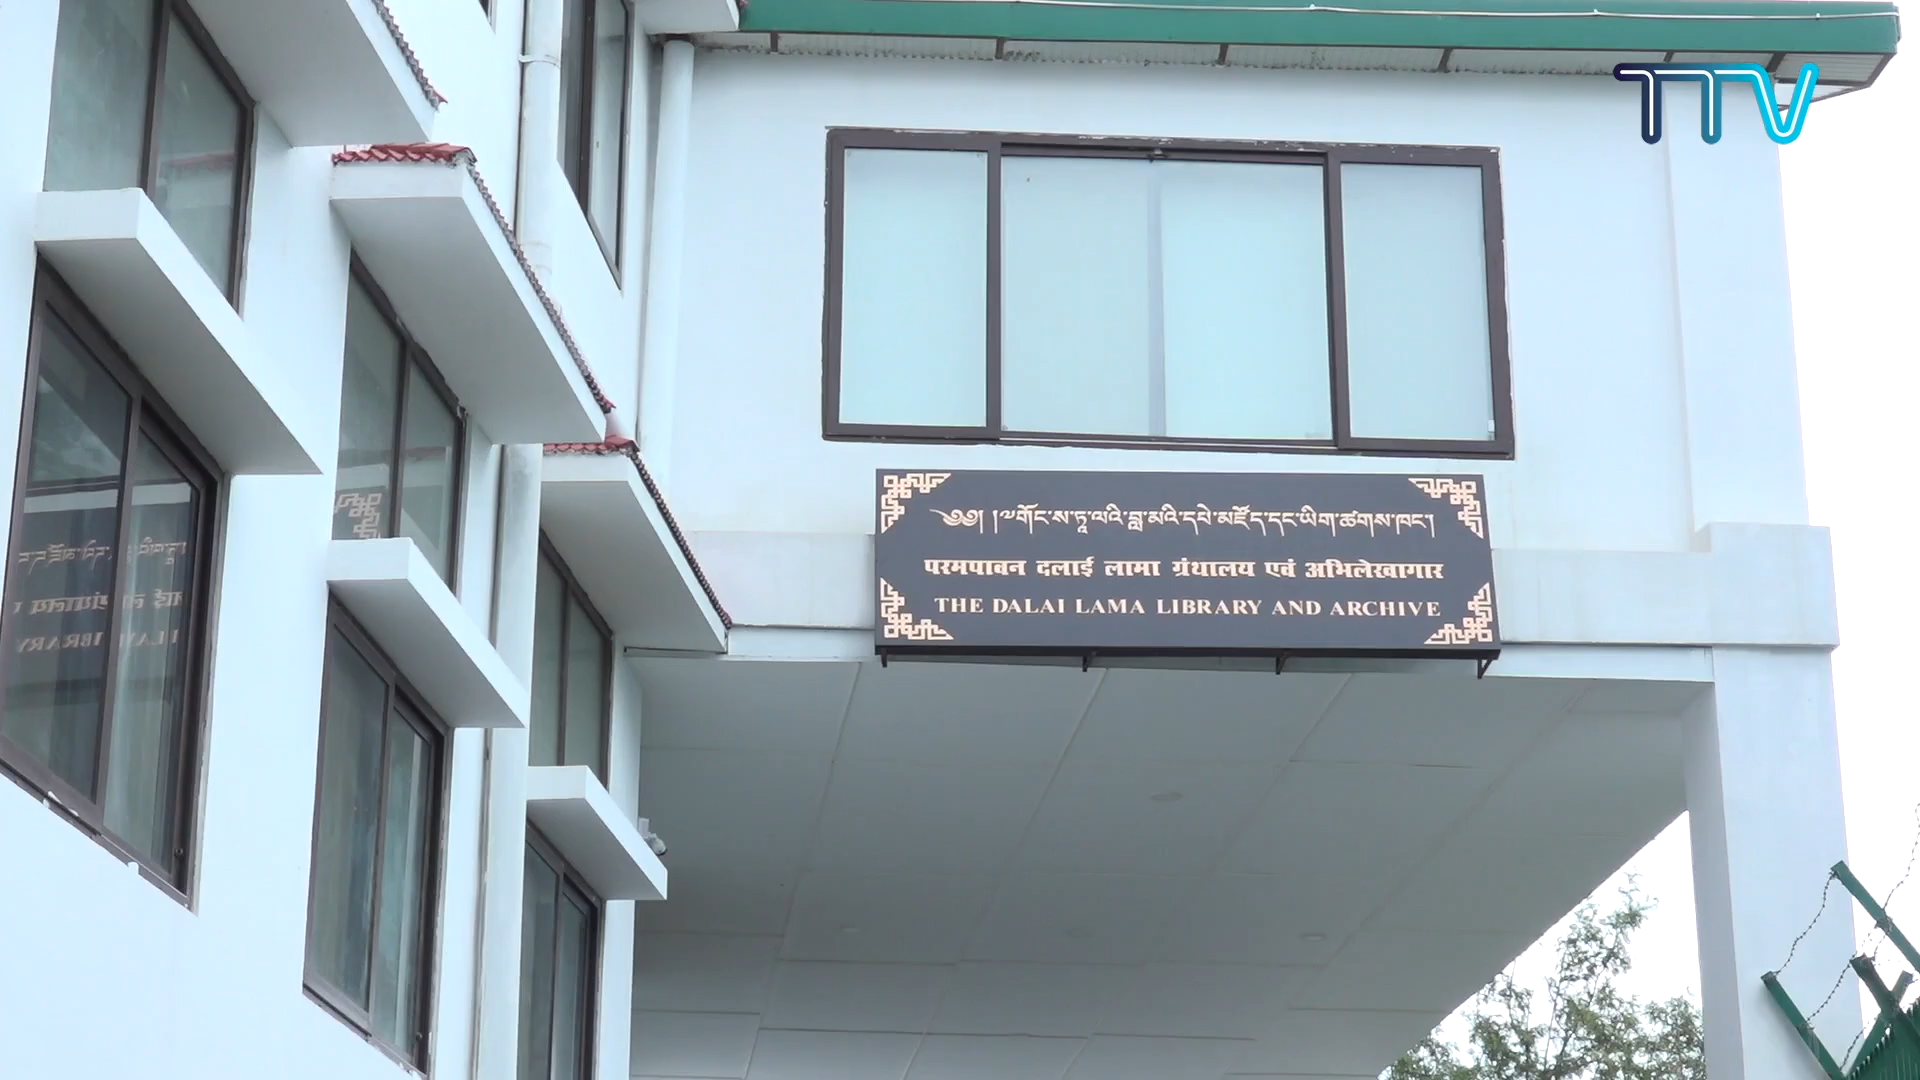 TTV
༄༅། །༧གོང་ས་ཏཱ་ལའི་བླ་མའི་དཔེ་མཛོད་དང་ཡིག་ཚགས་ཁང་།
परमपावन दलाई लामा ग्रंथालय एवं अभिलेखागार
THE DALAI LAMA LIBRARY AND ARCHIVE